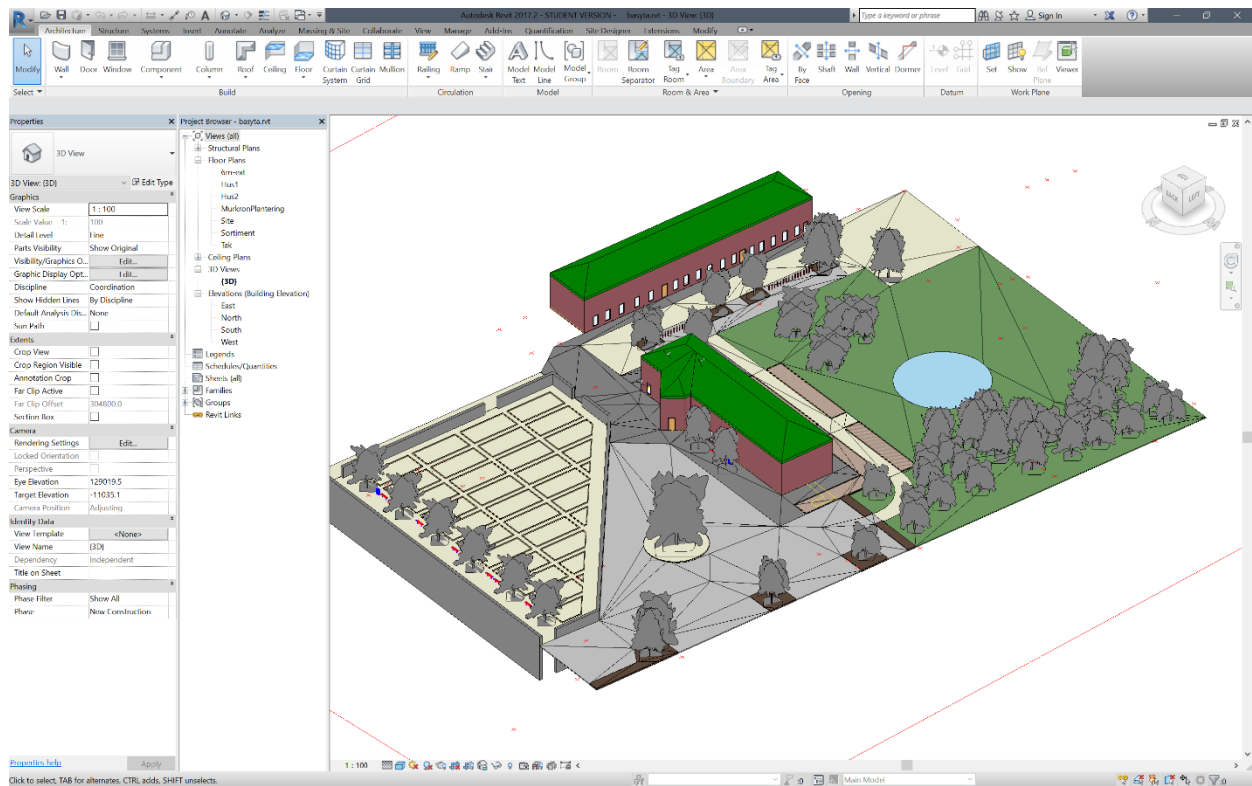 Autodesk Revit 2017.2 - STUDENT VERSION - basyta.rvt - 3D View: {3D}
Type a keyword or phrase
Sign In
Architecture Structure Systems Insert Annotate Analyze Massing & Site Collaborate View Manage Add-Ins Quantification Site Designer Extensions Modify
Modify Wall Door Window Component Column Roof Ceiling Floor Curtain System Curtain Grid Mullion Railing Ramp Stair Model Text Model Line Model Group Room Room Separator Tag Room Area Area Boundary Tag Area By Face Shaft Wall Vertical Dormer Level Grid Set Show Ref Plane Viewer
Select Build Circulation Model Room & Area Opening Datum Work Plane
Properties
3D View
3D View: {3D} Edit Type
Graphics
View Scale 1 : 100
Scale Value 1: 100
Detail Level Fine
Parts Visibility Show Original
Visibility/Graphics O... Edit...
Graphic Display Opt... Edit...
Discipline Coordination
Show Hidden Lines By Discipline
Default Analysis Dis... None
Sun Path
Extents
Crop View
Crop Region Visible
Annotation Crop
Far Clip Active
Far Clip Offset 304800.0
Section Box
Camera
Rendering Settings Edit...
Locked Orientation
Perspective
Eye Elevation 129019.5
Target Elevation -11035.1
Camera Position Adjusting
Identity Data
View Template <None>
View Name {3D}
Dependency Independent
Title on Sheet
Phasing
Phase Filter Show All
Phase New Construction
Properties help Apply
Project Browser - basyta.rvt
Views (all)
Structural Plans
Floor Plans
6m-ext
Hus1
Hus2
MurkronPlantering
Site
Sortiment
Tak
Ceiling Plans
3D Views
{3D}
Elevations (Building Elevation)
East
North
South
West
Legends
Schedules/Quantities
Sheets (all)
Families
Groups
Revit Links
BACK LEFT
1 : 100
Click to select, TAB for alternates, CTRL adds, SHIFT unselects.
:0
Main Model
:0